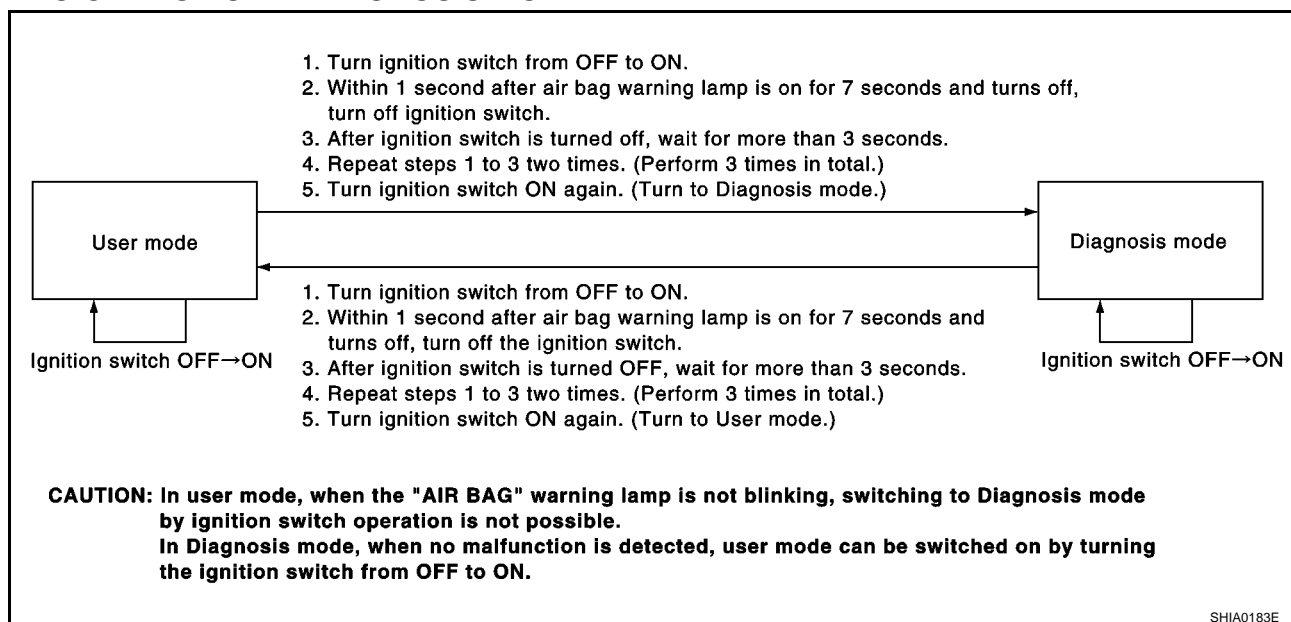 1. Turn ignition switch from OFF to ON.
2. Within 1 second after air bag warning lamp is on for 7 seconds and turns off,
turn off ignition switch.
3. After ignition switch is turned off, wait for more than 3 seconds.
4. Repeat steps 1 to 3 two times. (Perform 3 times in total.)
5. Turn ignition switch ON again. (Turn to Diagnosis mode.)
User mode
Diagnosis mode
1. Turn ignition switch from OFF to ON.
2. Within 1 second after air bag warning lamp is on for 7 seconds and
turns off, turn off the ignition switch.
3. After ignition switch is turned OFF, wait for more than 3 seconds.
4. Repeat steps 1 to 3 two times. (Perform 3 times in total.)
5. Turn ignition switch ON again. (Turn to User mode.)
Ignition switch OFF→ON
Ignition switch OFF→ON
CAUTION: In user mode, when the "AIR BAG" warning lamp is not blinking, switching to Diagnosis mode
by ignition switch operation is not possible.
In Diagnosis mode, when no malfunction is detected, user mode can be switched on by turning
the ignition switch from OFF to ON.
SHIA0183E